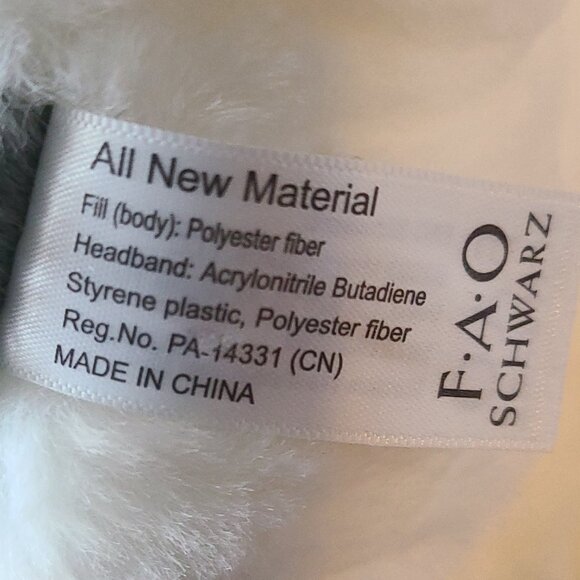 All New Material
Fill (body): Polyester fiber
Headband: Acrylonitrile Butadiene
Styrene plastic, Polyester fiber
Reg.No. PA-14331 (CN)
MADE IN CHINA
F·A·O
SCHWARZ